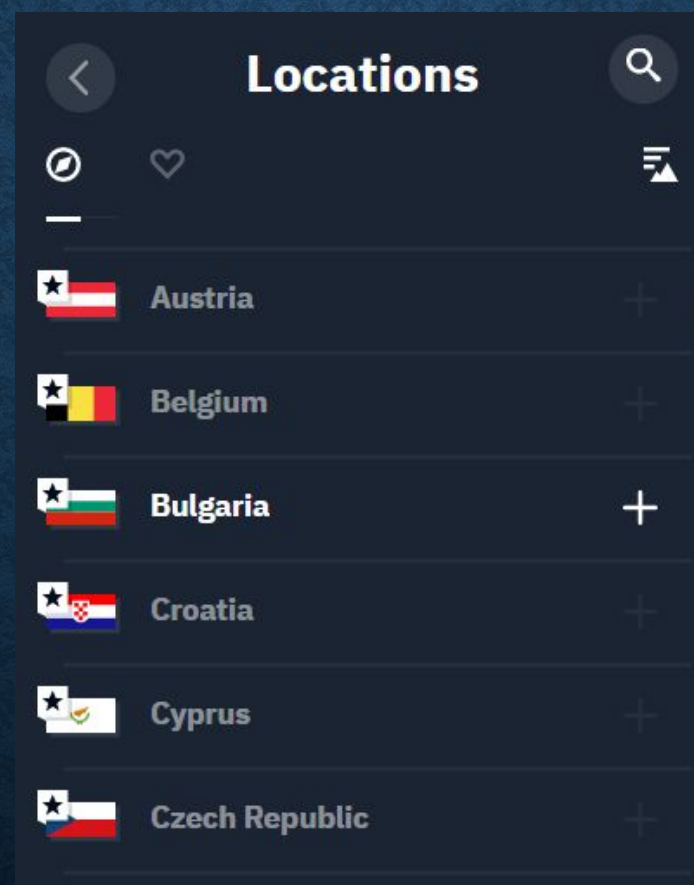 Locations
Austria
Belgium
Bulgaria
Croatia
Cyprus
Czech Republic